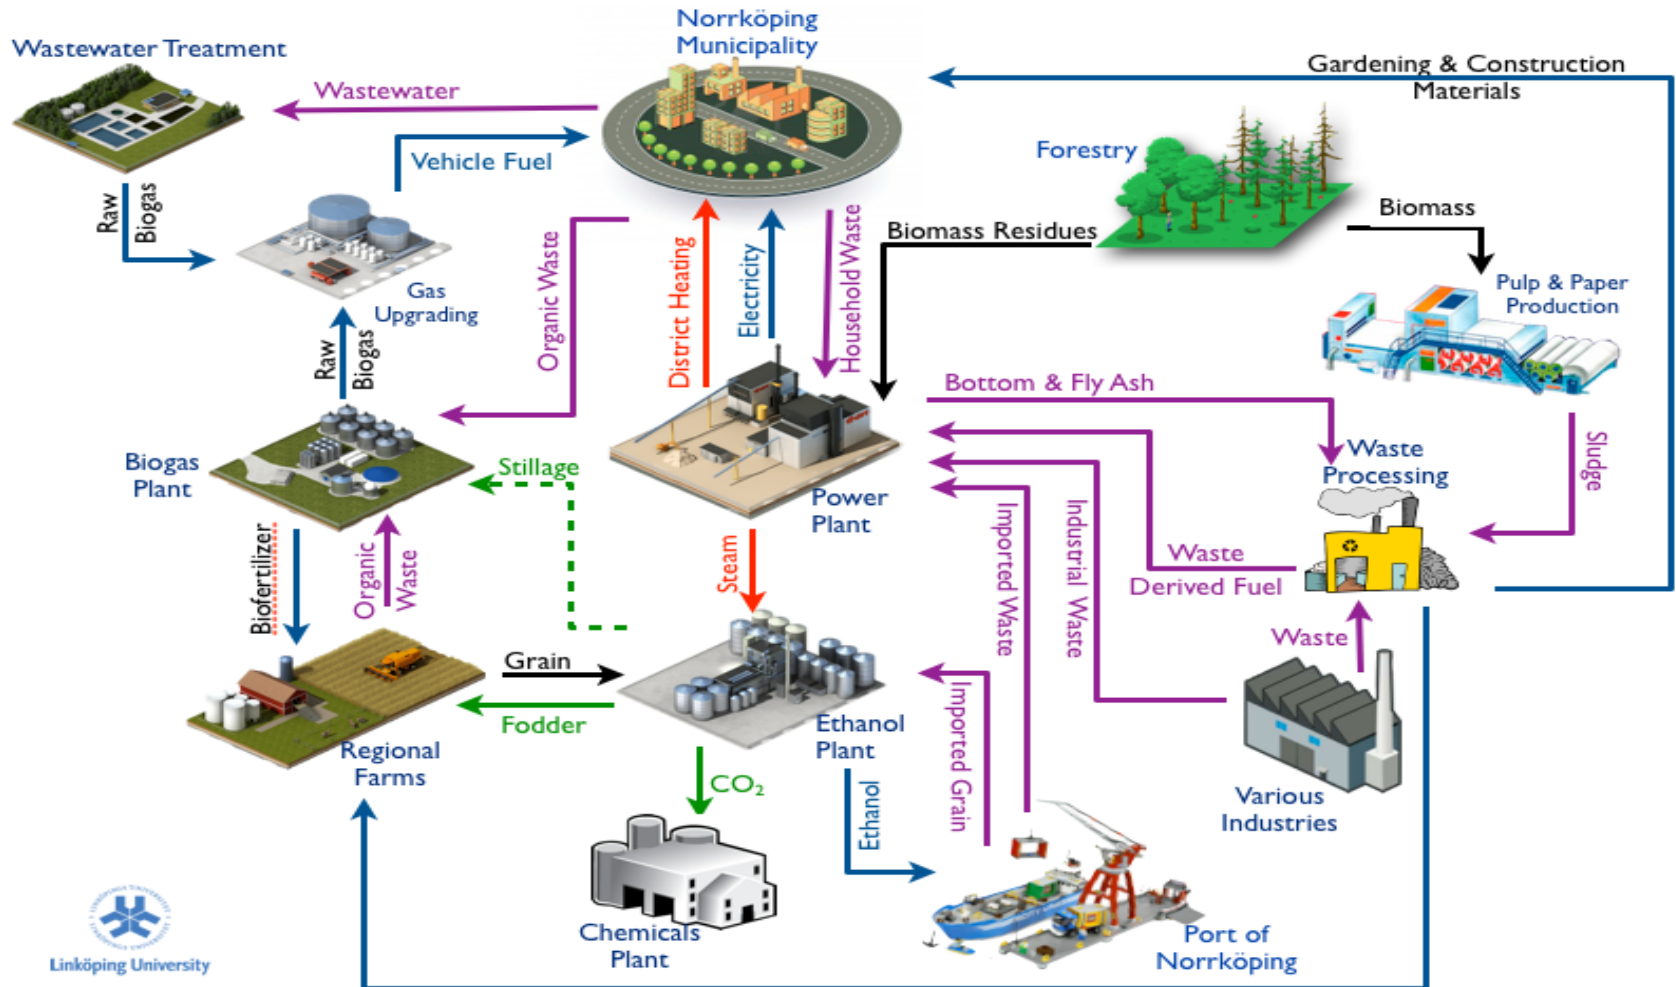 Norrköping
Municipality
Wastewater Treatment
Gardening & Construction
Materials
Wastewater
Forestry
Vehicle Fuel
Raw
Biogas
Biomass
Biomass Residues
Organic Waste
District Heating
Electricity
Household Waste
Gas
Upgrading
Pulp & Paper
Production
Raw
Biogas
Bottom & Fly Ash
Sludge
Waste
Processing
Biogas
Plant
Stillage
Power
Plant
Imported Waste
Industrial Waste
Biofertilizer
Organic
Waste
Steam
Waste
Derived Fuel
Waste
Grain
Fodder
Imported Grain
Ethanol
Plant
Regional
Farms
CO₂
Ethanol
Various
Industries
Chemicals
Plant
Port of
Norrköping
LINKÖPINGS UNIVERSITET
Linköping University